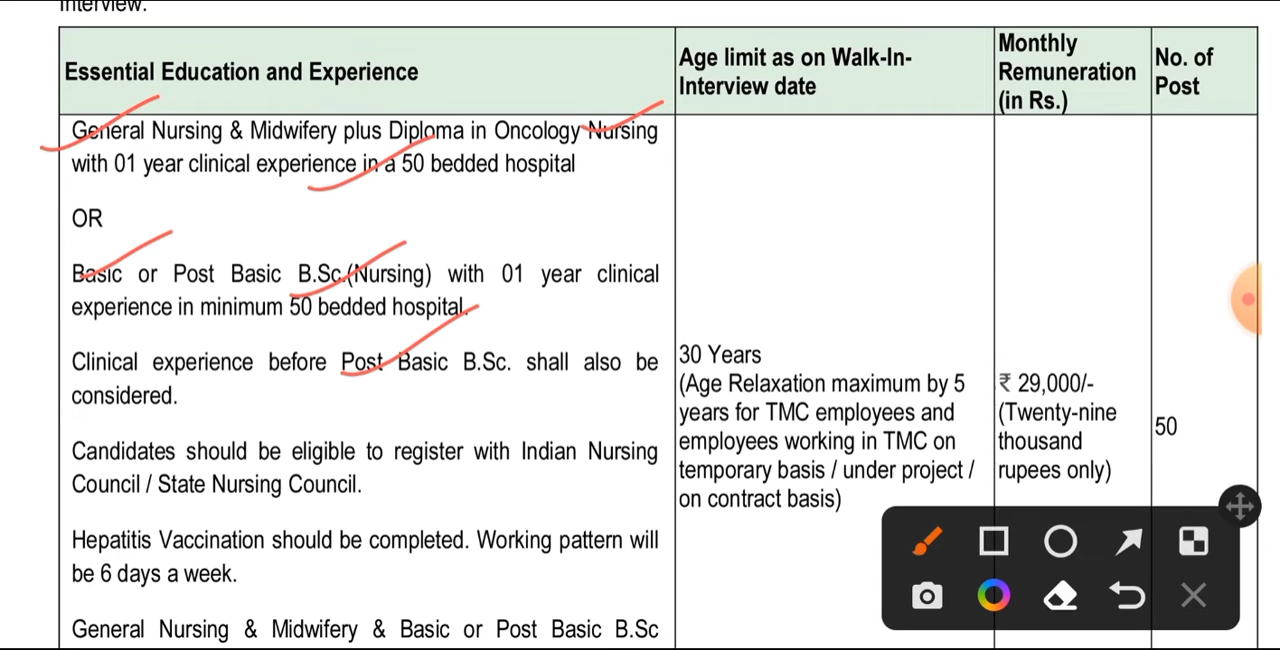 Interview.
Essential Education and Experience
Age limit as on Walk-In-
Interview date
Monthly
Remuneration
(in Rs.)
No. of
Post
General Nursing & Midwifery plus Diploma in Oncology Nursing
with 01 year clinical experience in a 50 bedded hospital
OR
Basic or Post Basic B.Sc.(Nursing) with 01 year clinical
experience in minimum 50 bedded hospital.
Clinical experience before Post Basic B.Sc. shall also be
considered.
Candidates should be eligible to register with Indian Nursing
Council / State Nursing Council.
Hepatitis Vaccination should be completed. Working pattern will
be 6 days a week.
General Nursing & Midwifery & Basic or Post Basic B.Sc
30 Years
(Age Relaxation maximum by 5
years for TMC employees and
employees working in TMC on
temporary basis / under project /
on contract basis)
₹ 29,000/-
(Twenty-nine
thousand
rupees only)
50